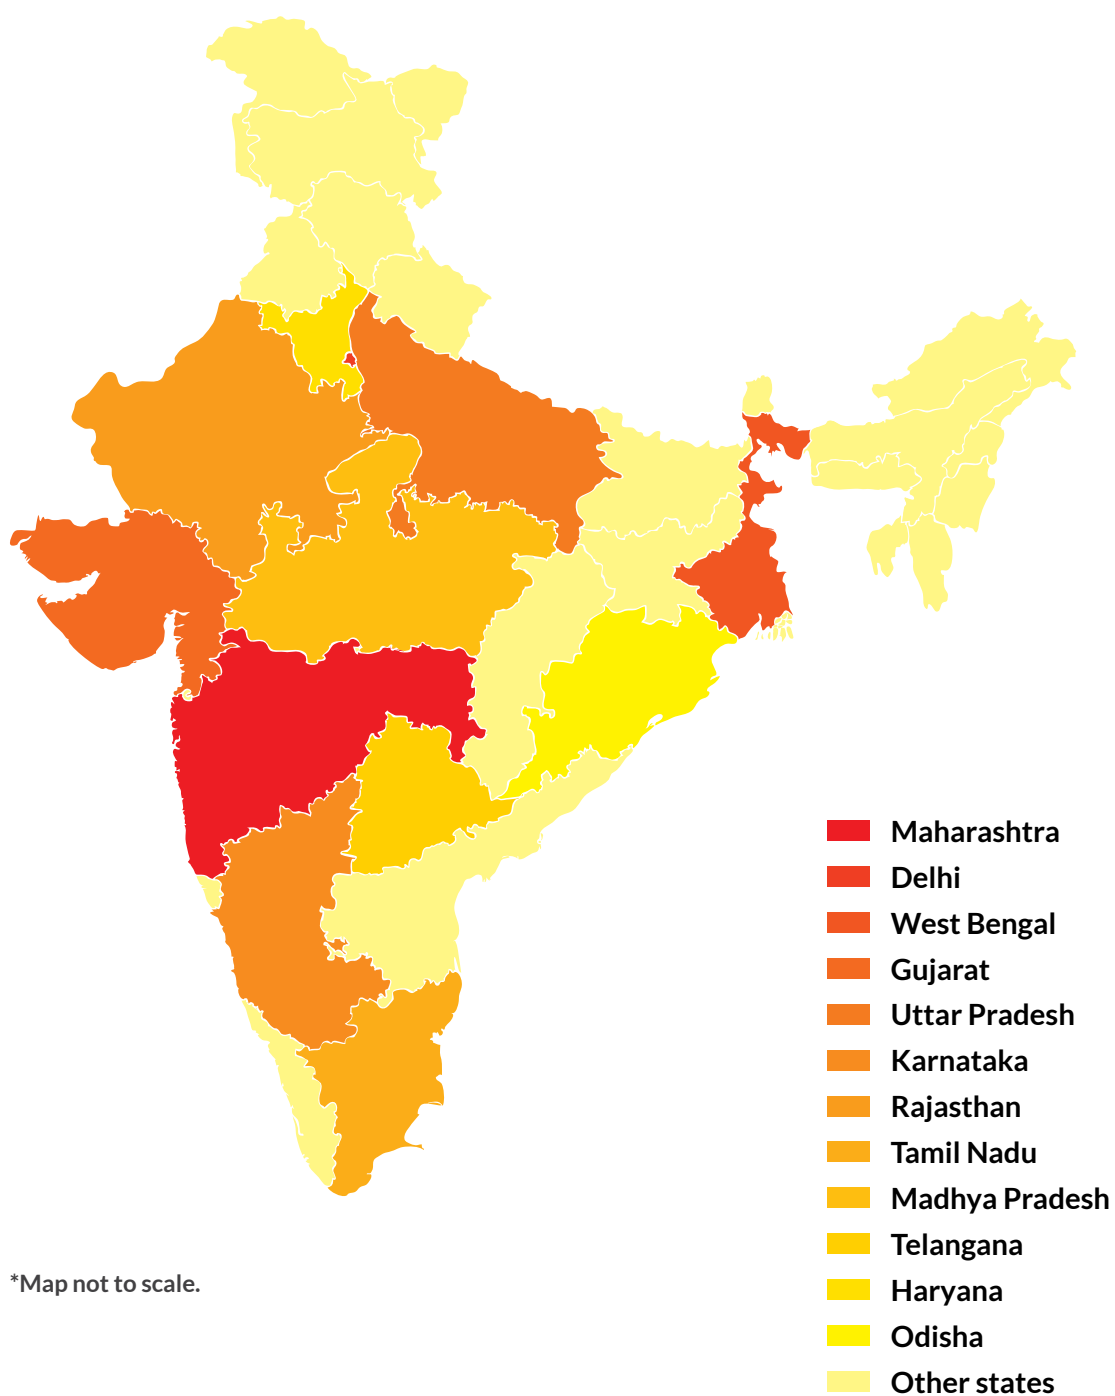 Maharashtra
Delhi
West Bengal
Gujarat
Uttar Pradesh
Karnataka
Rajasthan
Tamil Nadu
Madhya Pradesh
Telangana
Haryana
Odisha
Other states
*Map not to scale.